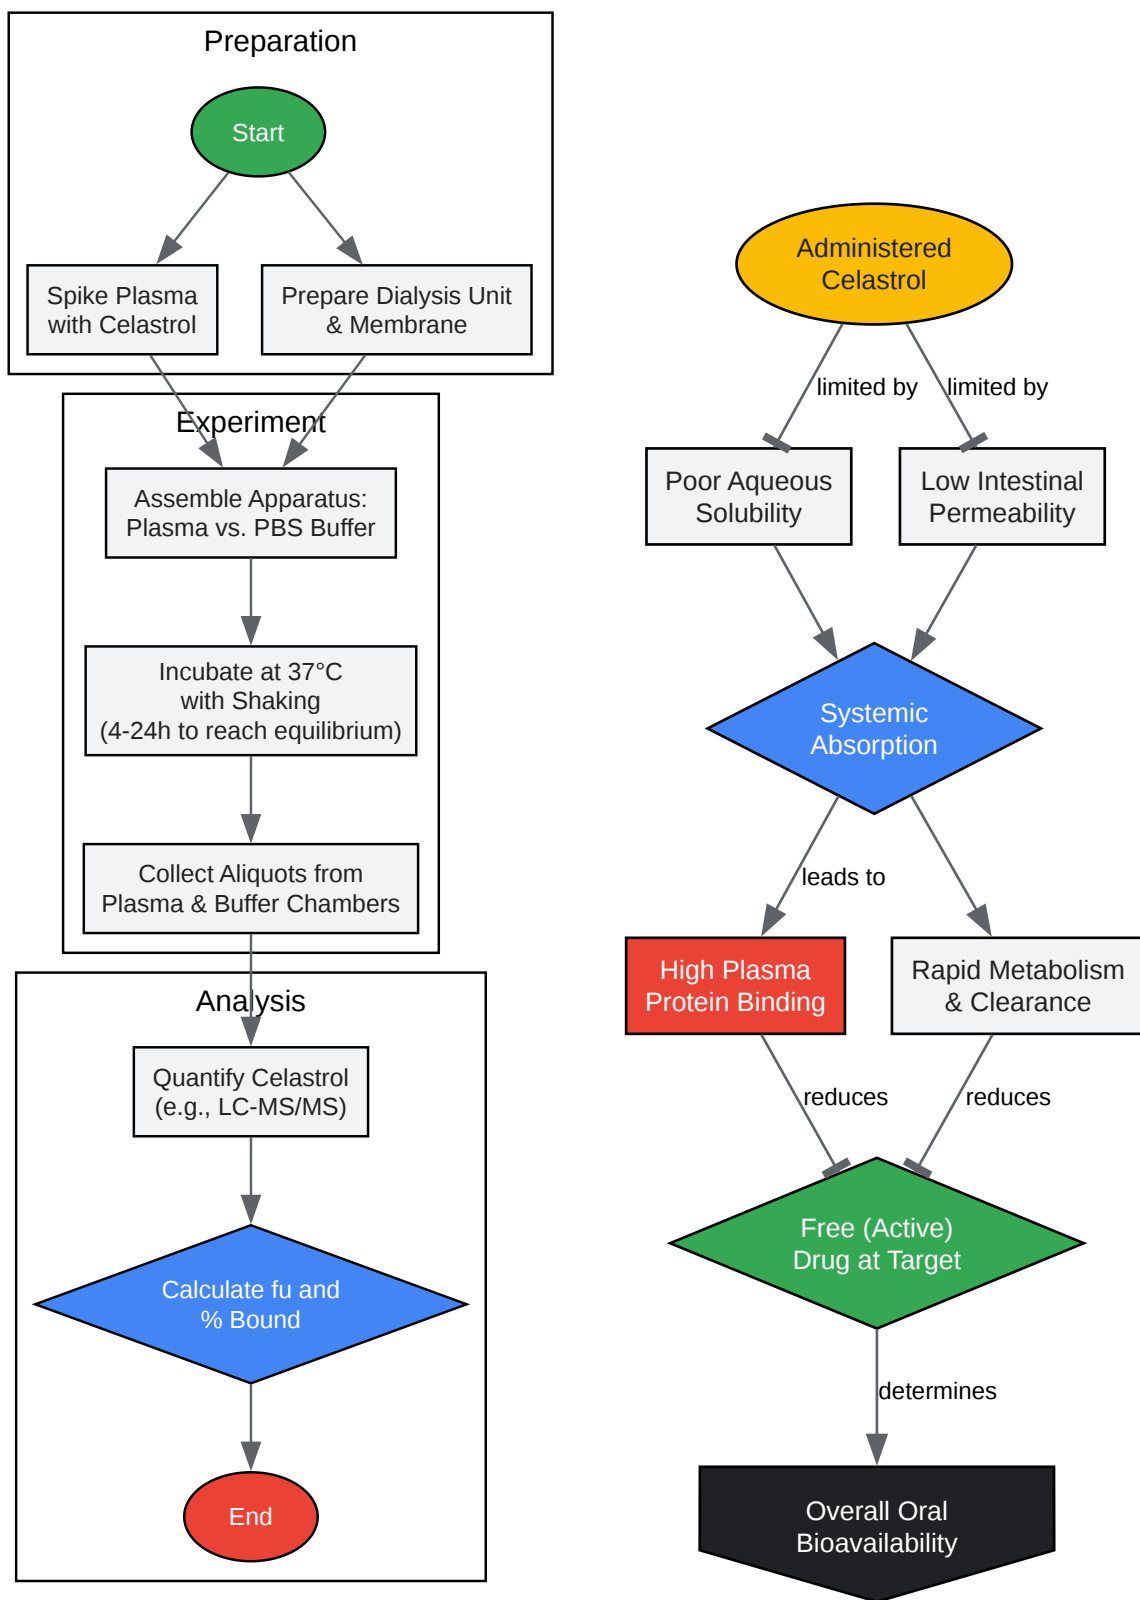 Preparation
Start
Spike Plasma
with Celastrol
Prepare Dialysis Unit
& Membrane
Experiment
Assemble Apparatus:
Plasma vs. PBS Buffer
Incubate at 37°C
with Shaking
(4-24h to reach equilibrium)
Collect Aliquots from
Plasma & Buffer Chambers
Analysis
Quantify Celastrol
(e.g., LC-MS/MS)
Calculate fu and
% Bound
End
Administered
Celastrol
limited by
limited by
Poor Aqueous
Solubility
Low Intestinal
Permeability
Systemic
Absorption
leads to
High Plasma
Protein Binding
Rapid Metabolism
& Clearance
reduces
reduces
Free (Active)
Drug at Target
determines
Overall Oral
Bioavailability